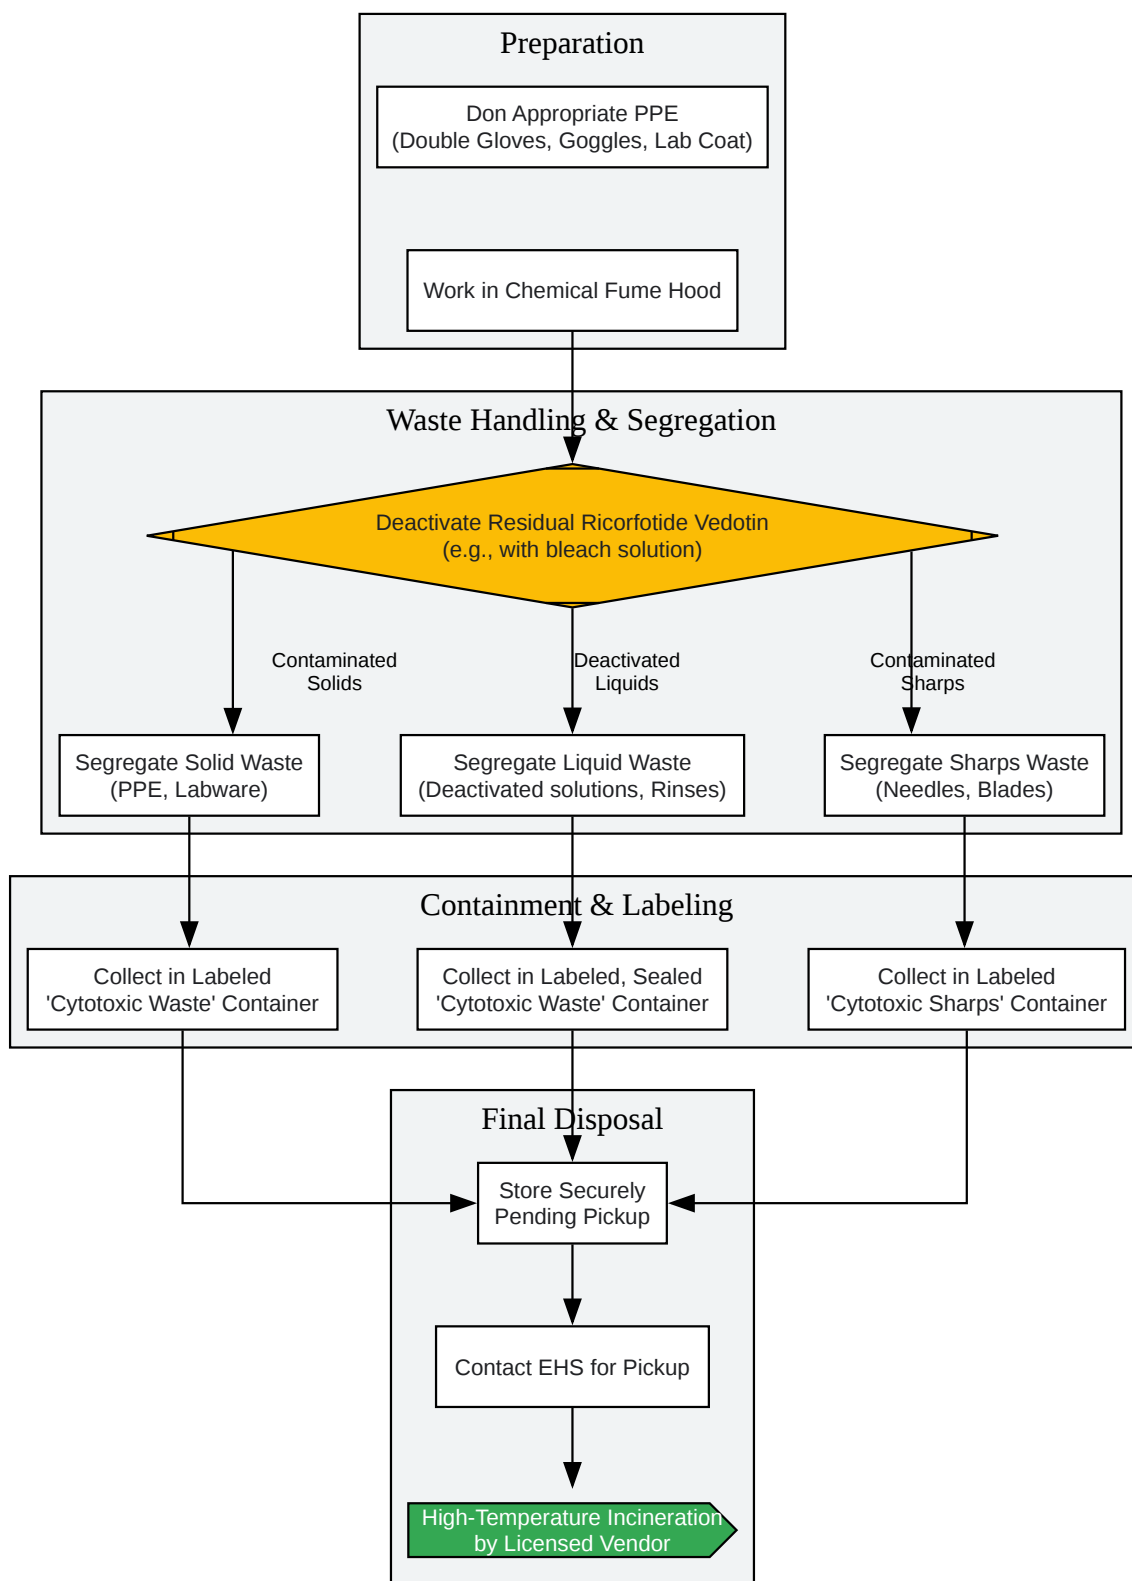 Preparation
Don Appropriate PPE
(Double Gloves, Goggles, Lab Coat)
Work in Chemical Fume Hood
Waste Handling & Segregation
Deactivate Residual Ricorfotide Vedotin
(e.g., with bleach solution)
Contaminated
Solids
Deactivated
Liquids
Contaminated
Sharps
Segregate Solid Waste
(PPE, Labware)
Segregate Liquid Waste
(Deactivated solutions, Rinses)
Segregate Sharps Waste
(Needles, Blades)
Containment & Labeling
Collect in Labeled
'Cytotoxic Waste' Container
Collect in Labeled, Sealed
'Cytotoxic Waste' Container
Collect in Labeled
'Cytotoxic Sharps' Container
Final Disposal
Store Securely
Pending Pickup
Contact EHS for Pickup
High-Temperature Incineration
by Licensed Vendor